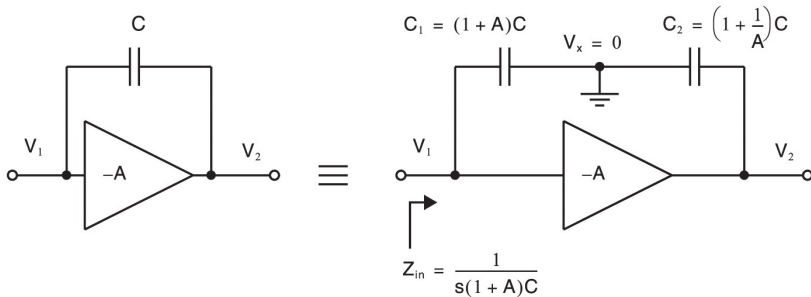 C
C₁ = (1 + A)C
Vₓ = 0
C₂ = (1 + 1/A)C
V₁
–A
V₂
≡
V₁
–A
V₂
Zᵢₙ = 1/s(1 + A)C